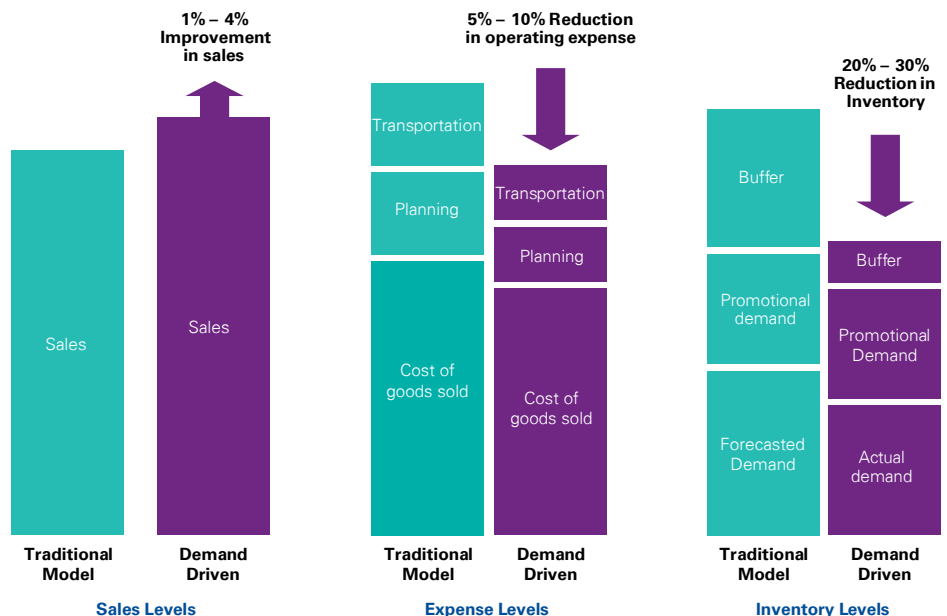 1% – 4%
Improvement
in sales
Sales
Sales
Traditional
Model
Demand
Driven
Sales Levels
5% – 10% Reduction
in operating expense
Transportation
Planning
Cost of
goods sold
Transportation
Planning
Cost of
goods sold
Traditional
Model
Demand
Driven
Expense Levels
20% – 30%
Reduction in
Inventory
Buffer
Promotional
demand
Forecasted
Demand
Buffer
Promotional
Demand
Actual
demand
Traditional
Model
Demand
Driven
Inventory Levels